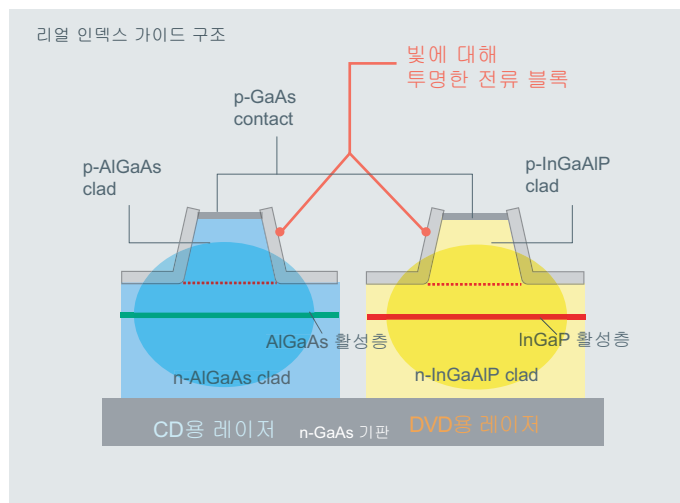 리얼 인덱스 가이드 구조
빛에 대해
투명한 전류 블록
p-GaAs
contact
p-AlGaAs
clad
p-InGaAlP
clad
AlGaAs 활성층
InGaP 활성층
n-AlGaAs clad
n-InGaAlP clad
CD용 레이저
n-GaAs 기판
DVD용 레이저